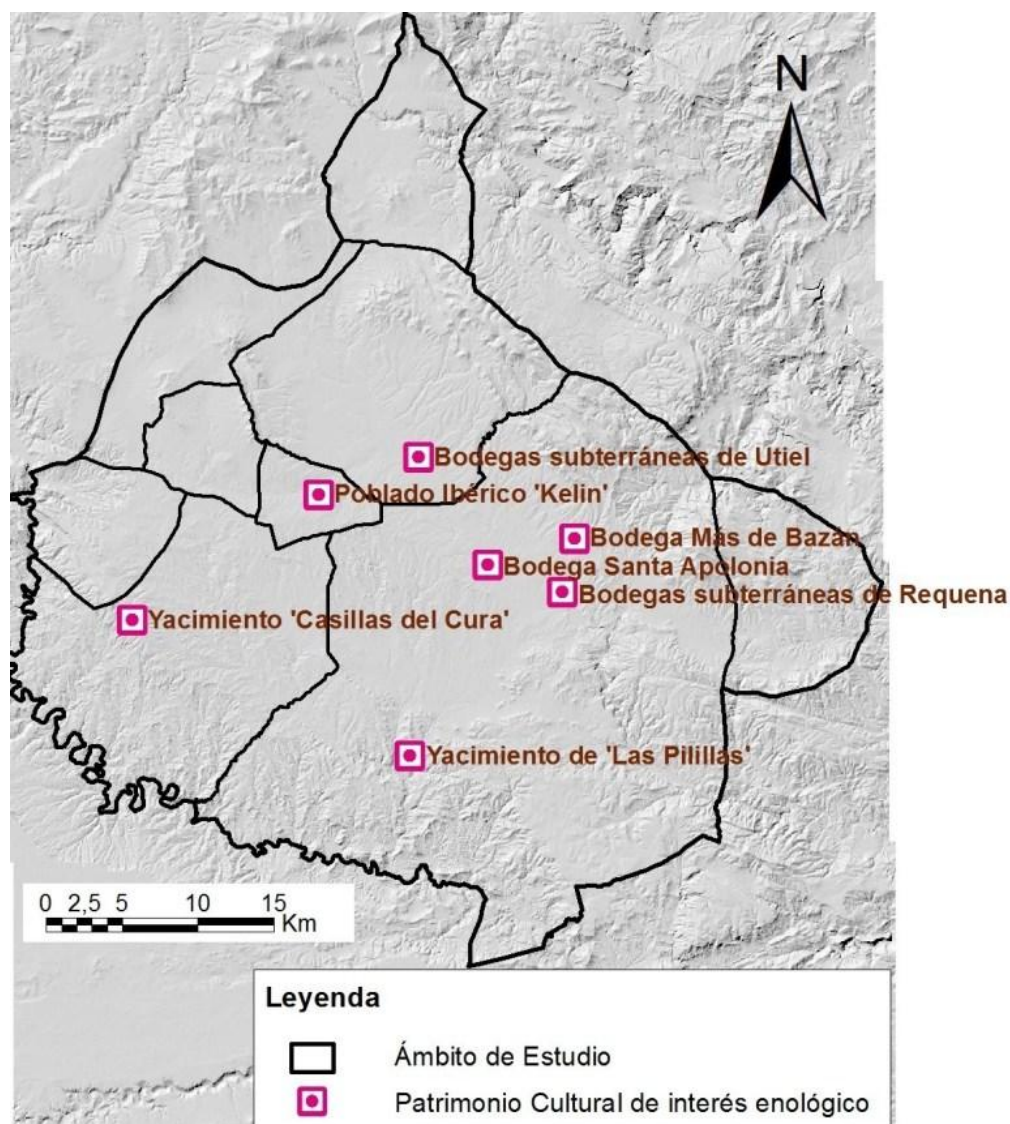 N
Bodegas subterráneas de Utiel
Poblado Ibérico 'Kelin'
Bodega Mas de Bazán
Bodega Santa Apolonia
Bodegas subterráneas de Requena
Yacimiento 'Casillas del Cura'
Yacimiento de 'Las Pilillas'
0 2,5 5 10 15
Km
Leyenda
Ámbito de Estudio
Patrimonio Cultural de interés enológico